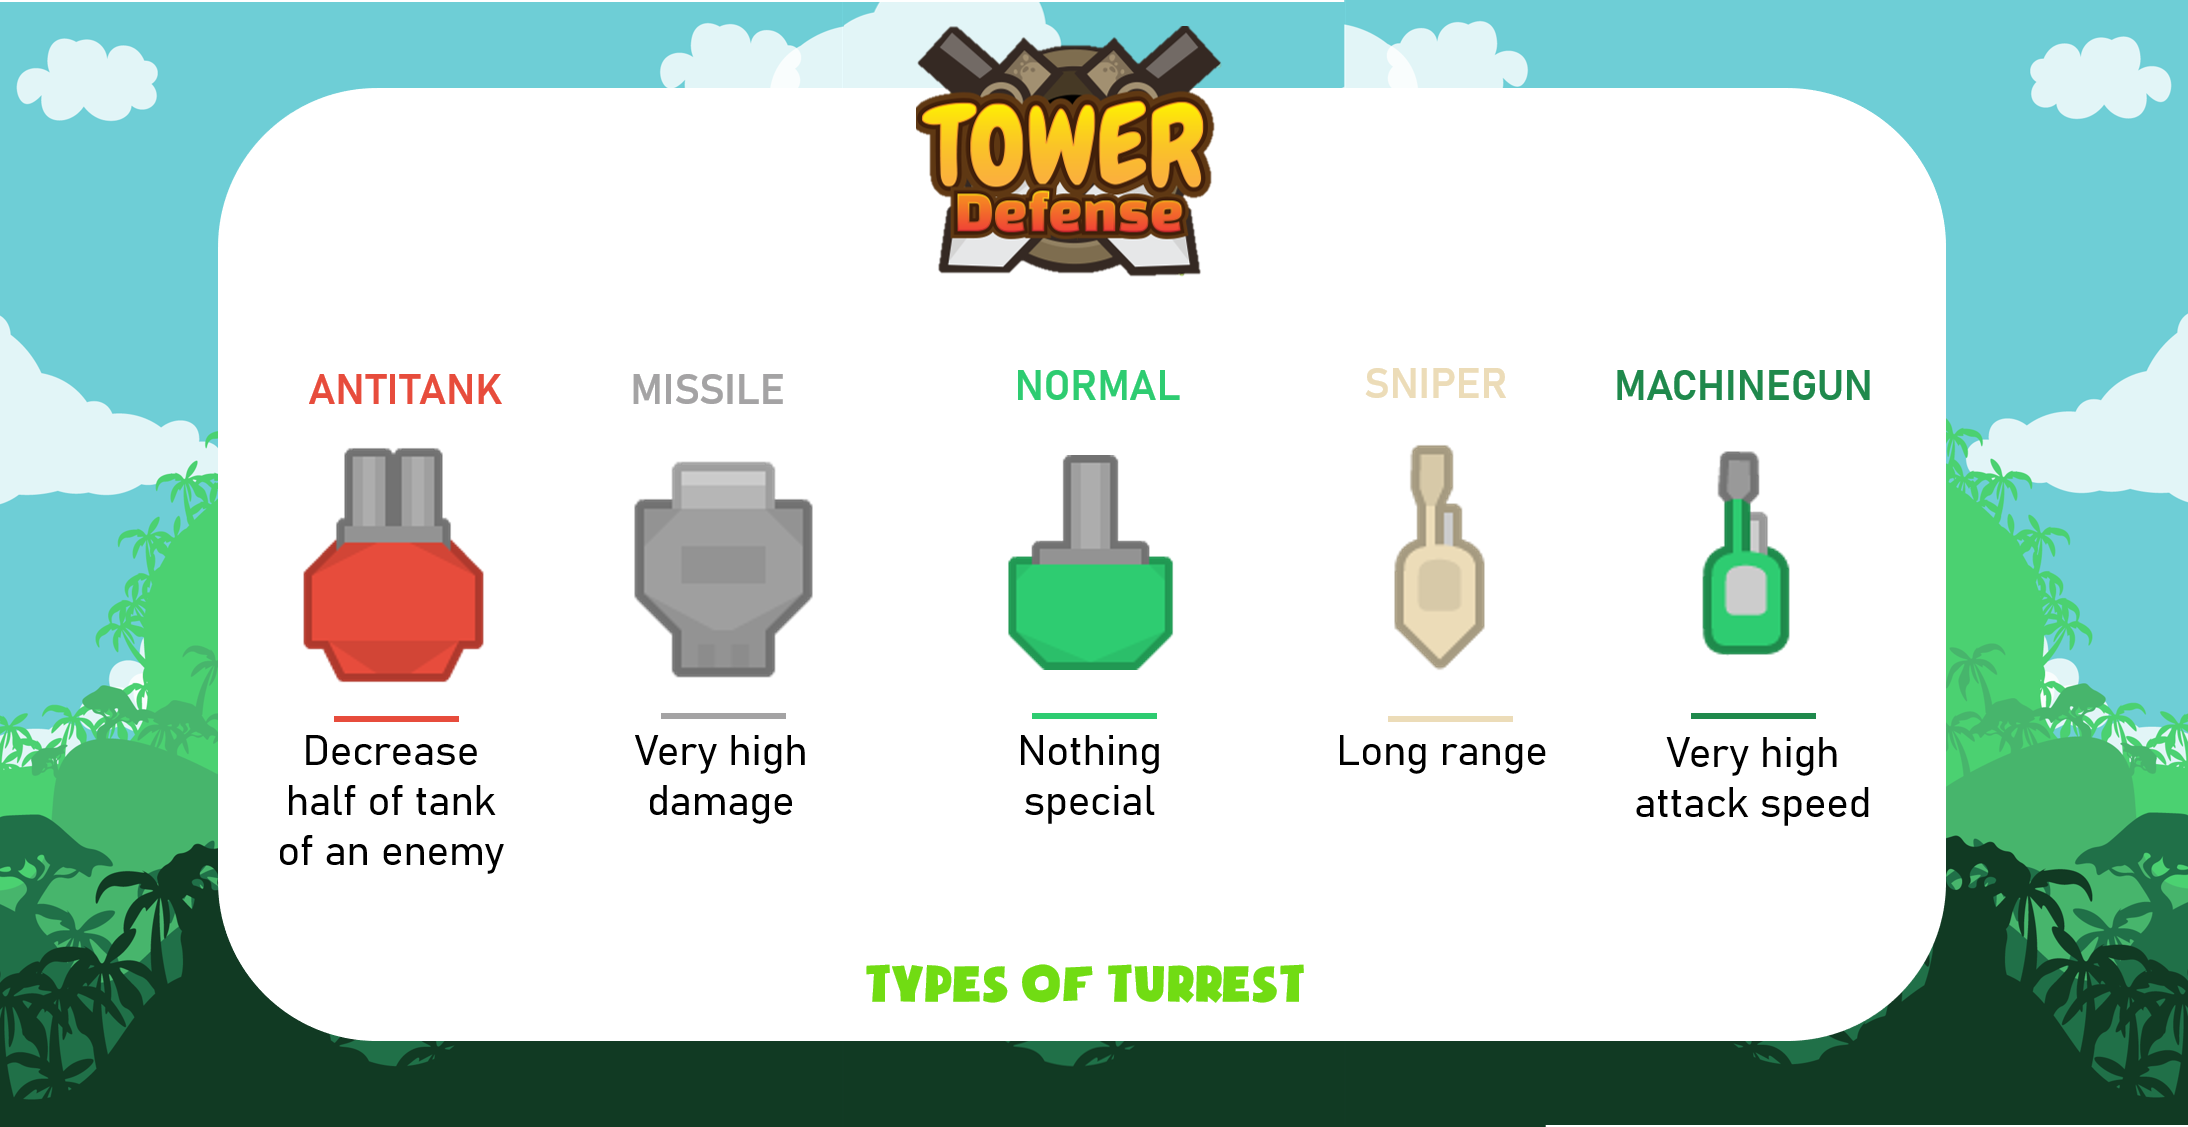 TOWER
Defense
ANTITANK
MISSILE
NORMAL
SNIPER
MACHINEGUN
Decrease
half of tank
of an enemy
Very high
damage
Nothing
special
Long range
Very high
attack speed
TYPES OF TURREST